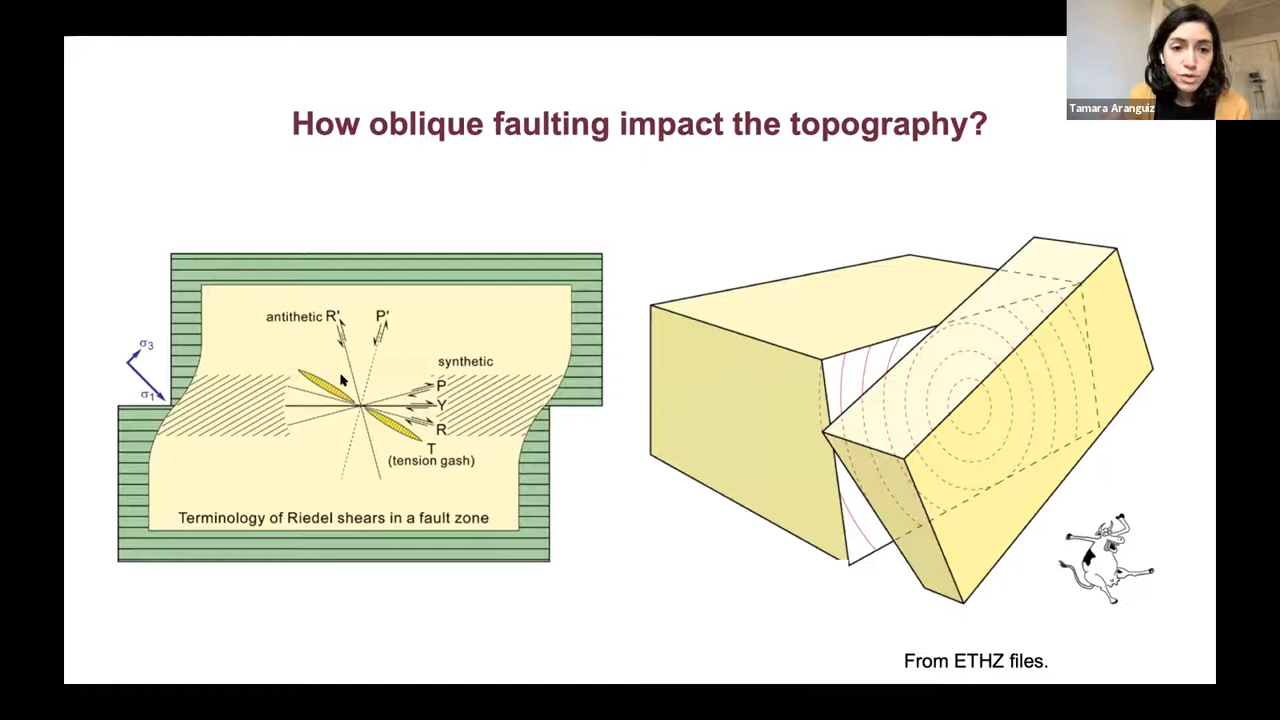 Tamara Aranguiz
How oblique faulting impact the topography?
antithetic R'
P'
synthetic
σ3
σ1
P
Y
R
T
(tension gash)
Terminology of Riedel shears in a fault zone
From ETHZ files.